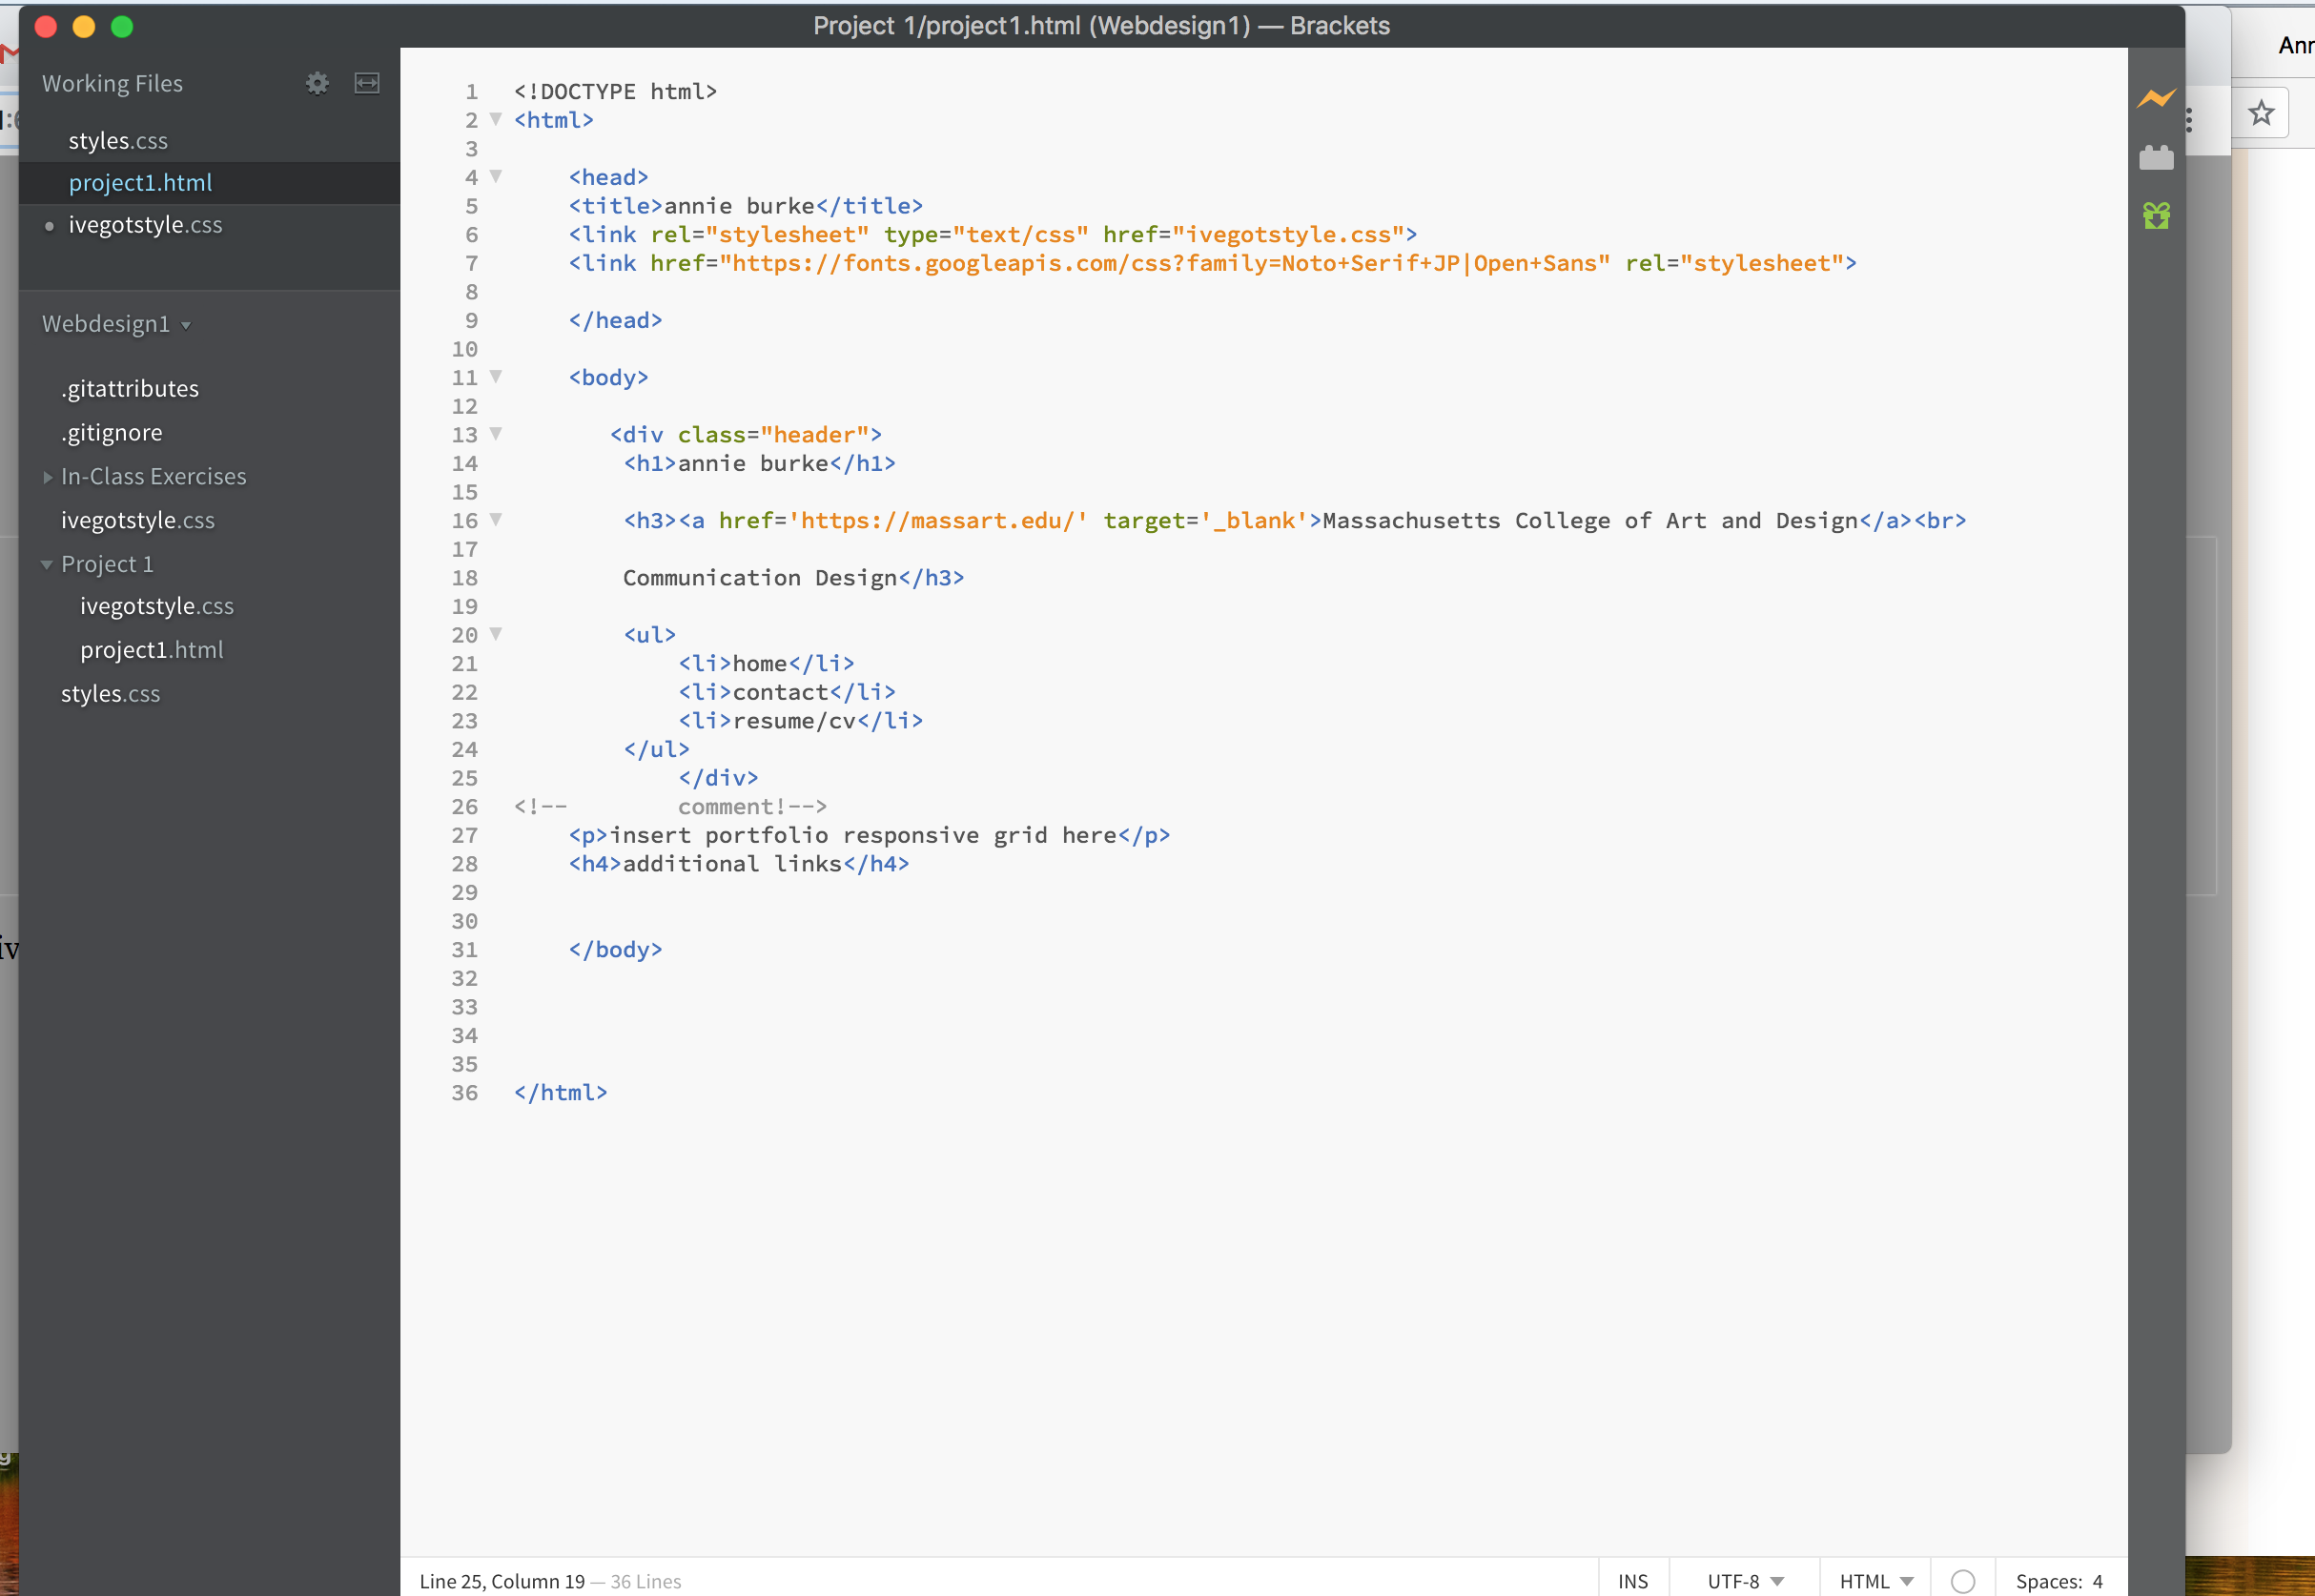 Project 1/project1.html (Webdesign1) — Brackets
Ann
Working Files
styles.css
project1.html
ivegotstyle.css
Webdesign1
.gitattributes
.gitignore
In-Class Exercises
ivegotstyle.css
Project 1
ivegotstyle.css
project1.html
styles.css
1 <!DOCTYPE html>
2 <html>
3
4 <head>
5 <title>annie burke</title>
6 <link rel="stylesheet" type="text/css" href="ivegotstyle.css">
7 <link href="https://fonts.googleapis.com/css?family=Noto+Serif+JP|Open+Sans" rel="stylesheet">
8
9 </head>
10
11 <body>
12
13 <div class="header">
14 <h1>annie burke</h1>
15
16 <h3><a href='https://massart.edu/' target='_blank'>Massachusetts College of Art and Design</a><br>
17
18 Communication Design</h3>
19
20 <ul>
21 <li>home</li>
22 <li>contact</li>
23 <li>resume/cv</li>
24 </ul>
25 </div>
26 <!-- comment!-->
27 <p>insert portfolio responsive grid here</p>
28 <h4>additional links</h4>
29
30
31 </body>
32
33
34
35
36 </html>
iv
g
Line 25, Column 19 — 36 Lines
INS
UTF-8
HTML
Spaces: 4